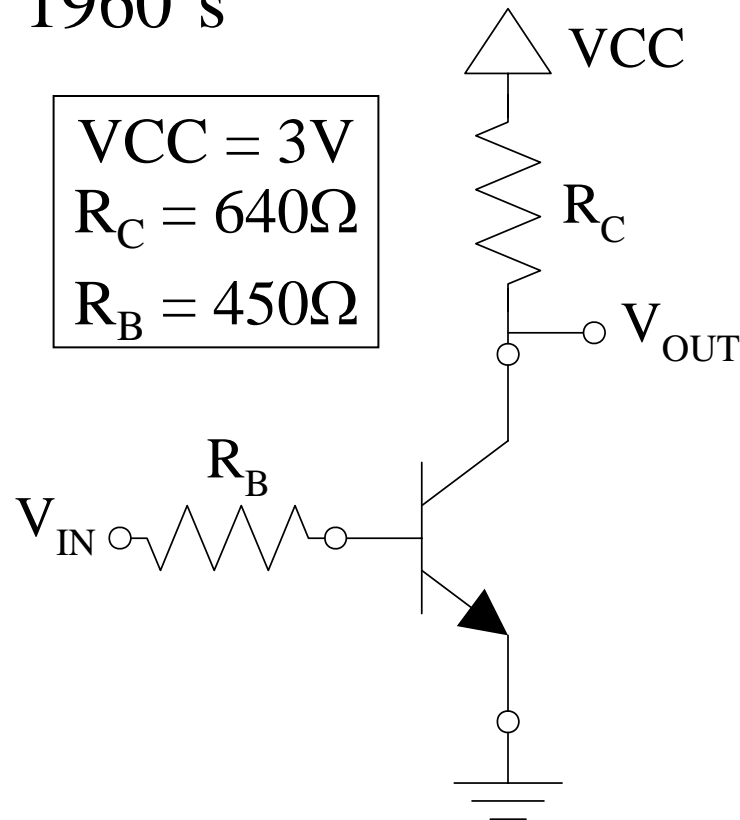 1960's
VCC
VCC = 3V
R_C = 640Ω
R_B = 450Ω
R_C
V_OUT
R_B
V_IN